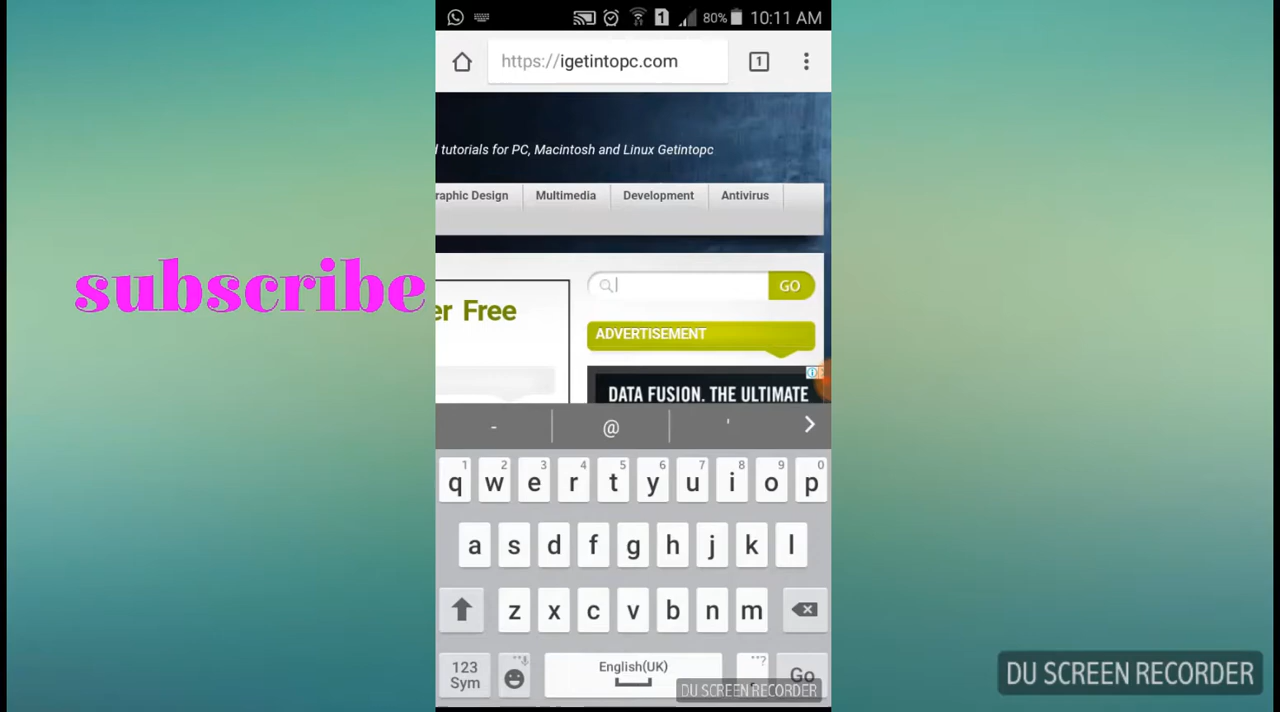 80% 10:11 AM
https://igetintopc.com
1
d tutorials for PC, Macintosh and Linux Getintopc
raphic Design Multimedia Development Antivirus
subscribe
GO
er Free
ADVERTISEMENT
DATA FUSION. THE ULTIMATE
- @ '
1 2 3 4 5 6 7 8 9 0
q w e r t y u i o p
a s d f g h j k l
z x c v b n m
123 Sym English(UK) . Go
DU SCREEN RECORDER
DU SCREEN RECORDER